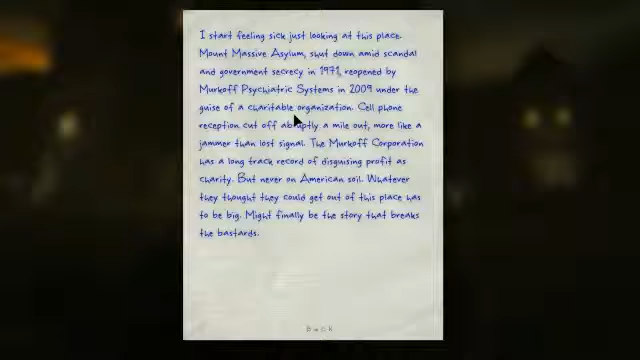 I start feeling sick just looking at this place.
Mount Massive Asylum, shut down amid scandal
and government secrecy in 1971, reopened by
Murkoff Psychiatric Systems in 2009 under the
guise of a charitable organization. Cell phone
reception cut off abruptly a mile out, more like a
jammer than lost signal. The Murkoff Corporation
has a long track record of disguising profit as
charity. But never on American soil. Whatever
they thought they could get out of this place has
to be big. Might finally be the story that breaks
the bastards.
Back